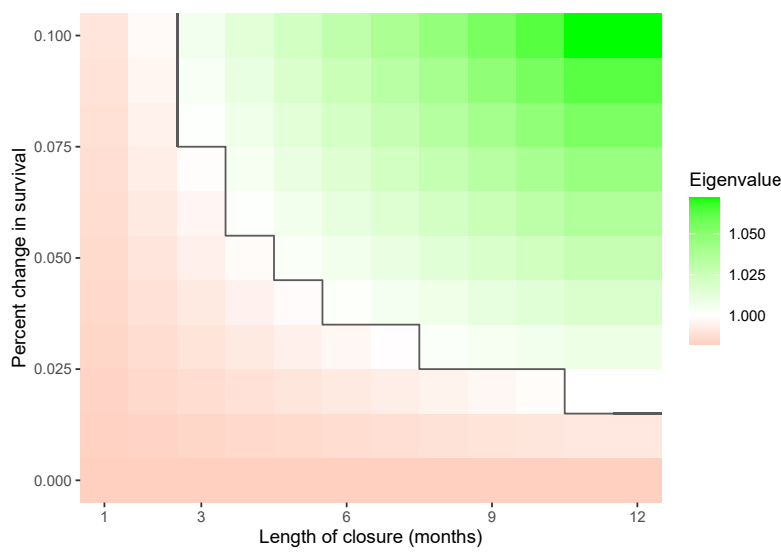 0.100
0.075
0.050
0.025
0.000
Percent change in survival
1 3 6 9 12
Length of closure (months)
Eigenvalue
1.050
1.025
1.000